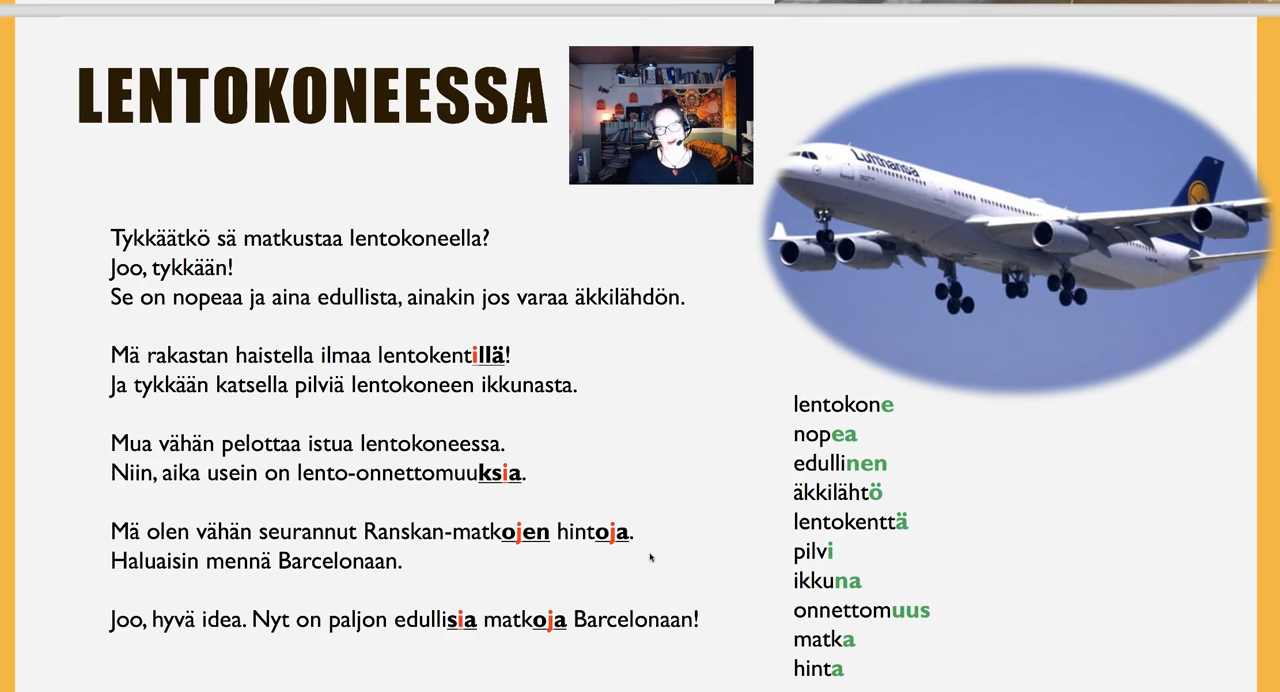 LENTOKONEESSA
Lufthansa
Tykkäätkö sä matkustaa lentokoneella?
Joo, tykkään!
Se on nopeaa ja aina edullista, ainakin jos varaa äkkilähdön.
Mä rakastan haistella ilmaa lentokentillä!
Ja tykkään katsella pilviä lentokoneen ikkunasta.
Mua vähän pelottaa istua lentokoneessa.
Niin, aika usein on lento-onnettomuuksia.
Mä olen vähän seurannut Ranskan-matkojen hintoja.
Haluaisin mennä Barcelonaan.
Joo, hyvä idea. Nyt on paljon edullisia matkoja Barcelonaan!
lentokone
nopea
edullinen
äkkilähtö
lentokenttä
pilvi
ikkuna
onnettomuus
matka
hinta